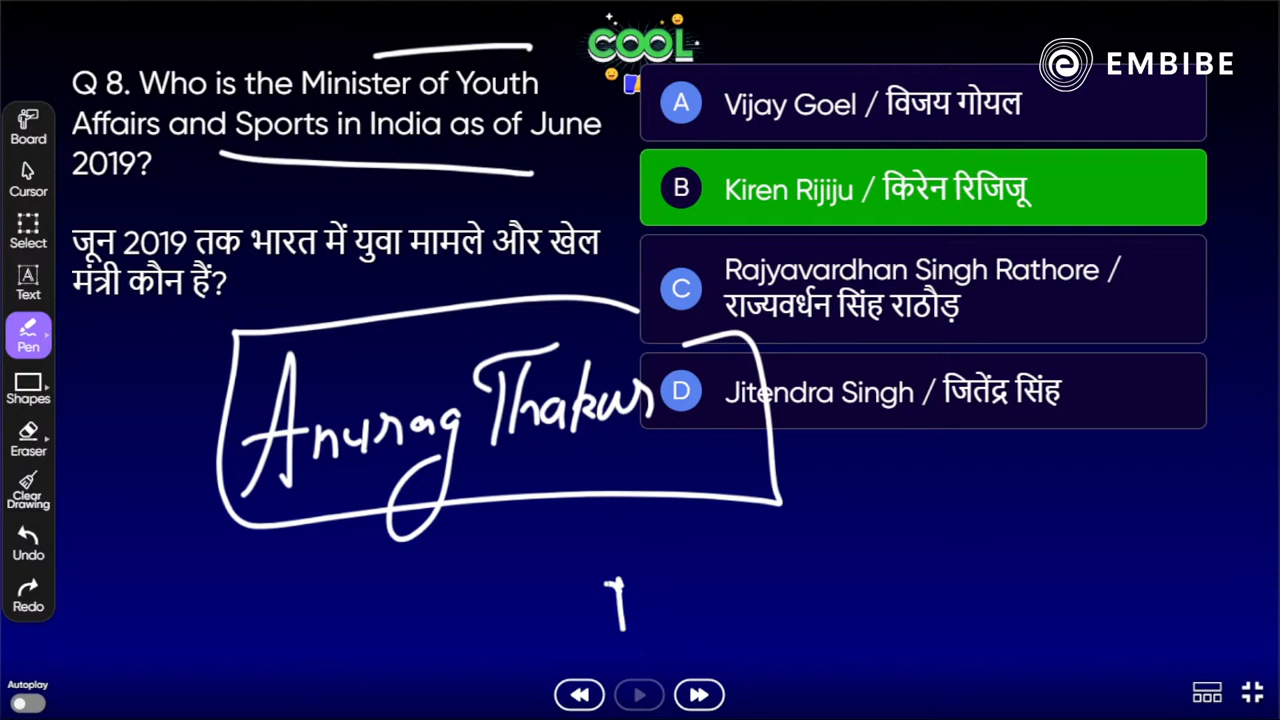 COOL
EMBIBE
Q 8. Who is the Minister of Youth
Affairs and Sports in India as of June
2019?
जून 2019 तक भारत में युवा मामले और खेल
मंत्री कौन हैं?
A Vijay Goel / विजय गोयल
B Kiren Rijiju / किरेन रिजिजू
C Rajyavardhan Singh Rathore /
राज्यवर्धन सिंह राठौड़
D Jitendra Singh / जितेंद्र सिंह
Anurag Thakur
Board
Cursor
Select
Text
Pen
Shapes
Eraser
Clear
Drawing
Undo
Redo
Autoplay